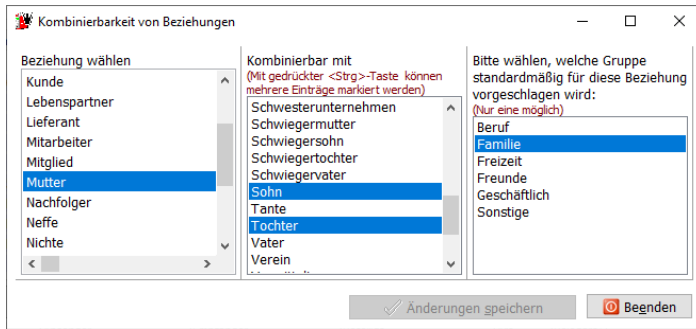 Kombinierbarkeit von Beziehungen
Beziehung wählen
Kunde
Lebenspartner
Lieferant
Mitarbeiter
Mitglied
Mutter
Nachfolger
Neffe
Nichte
Kombinierbar mit
(Mit gedrückter <Strg>-Taste können
mehrere Einträge markiert werden)
Schwesterunternehmen
Schwiegermutter
Schwiegersohn
Schwiegertochter
Schwiegervater
Sohn
Tante
Tochter
Vater
Verein
Bitte wählen, welche Gruppe
standardmäßig für diese Beziehung
vorgeschlagen wird:
(Nur eine möglich)
Beruf
Familie
Freizeit
Freunde
Geschäftlich
Sonstige
Änderungen speichern
Beenden